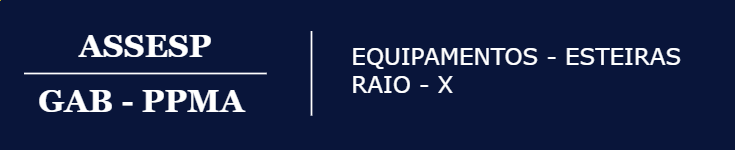 ASSESP
GAB - PPMA
EQUIPAMENTOS - ESTEIRAS
RAIO - X